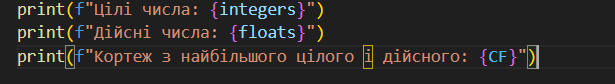 print(f"Цілі числа: {integers}")
print(f"Дійсні числа: {floats}")
print(f"Кортеж з найбільшого цілого і дійсного: {CF}")